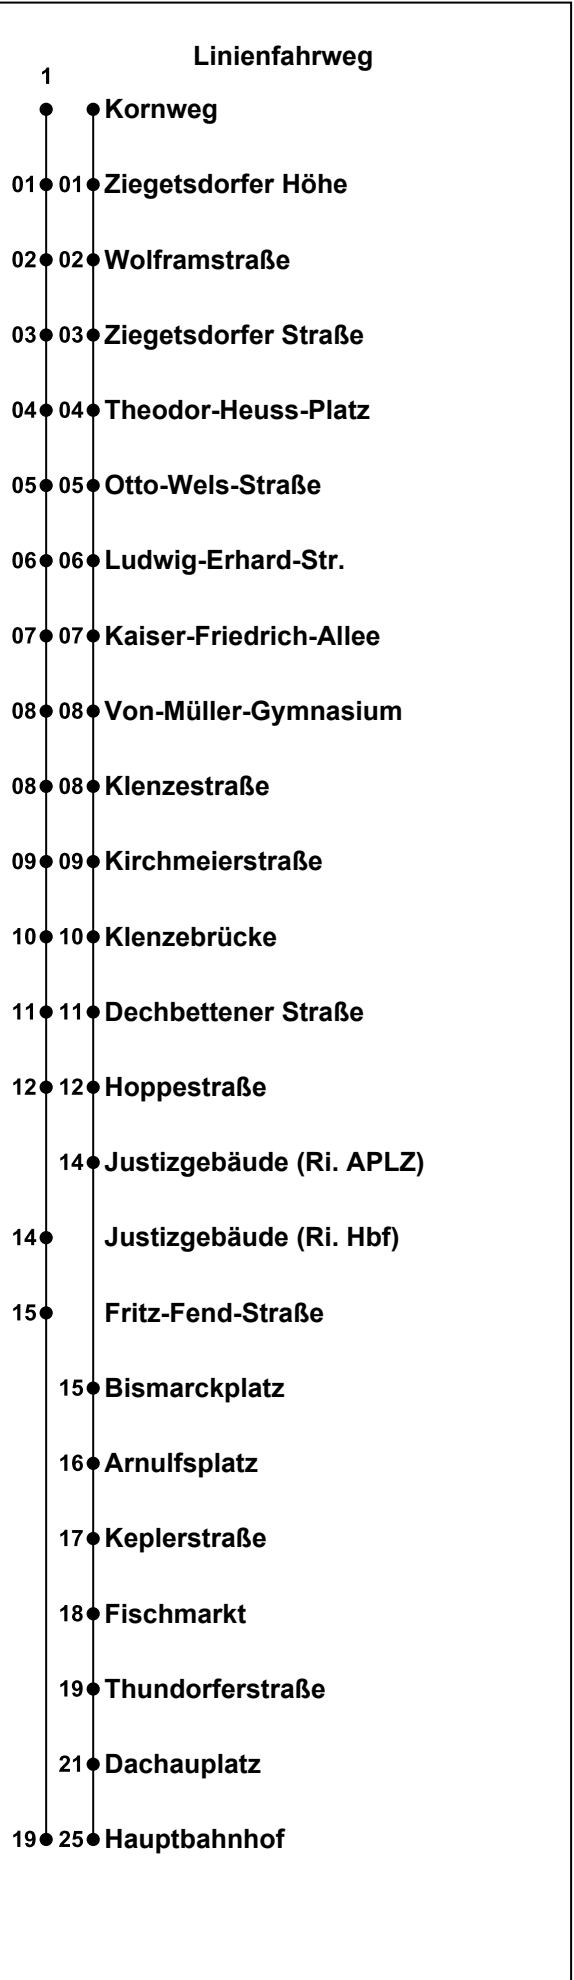 Linienfahrweg
1
Kornweg
01 01 Ziegetsdorfer Höhe
02 02 Wolframstraße
03 03 Ziegetsdorfer Straße
04 04 Theodor-Heuss-Platz
05 05 Otto-Wels-Straße
06 06 Ludwig-Erhard-Str.
07 07 Kaiser-Friedrich-Allee
08 08 Von-Müller-Gymnasium
08 08 Klenzestraße
09 09 Kirchmeierstraße
10 10 Klenzebrücke
11 11 Dechbettener Straße
12 12 Hoppestraße
14 Justizgebäude (Ri. APLZ)
14 Justizgebäude (Ri. Hbf)
15 Fritz-Fend-Straße
15 Bismarckplatz
16 Arnulfsplatz
17 Keplerstraße
18 Fischmarkt
19 Thundorferstraße
21 Dachauplatz
19 25 Hauptbahnhof